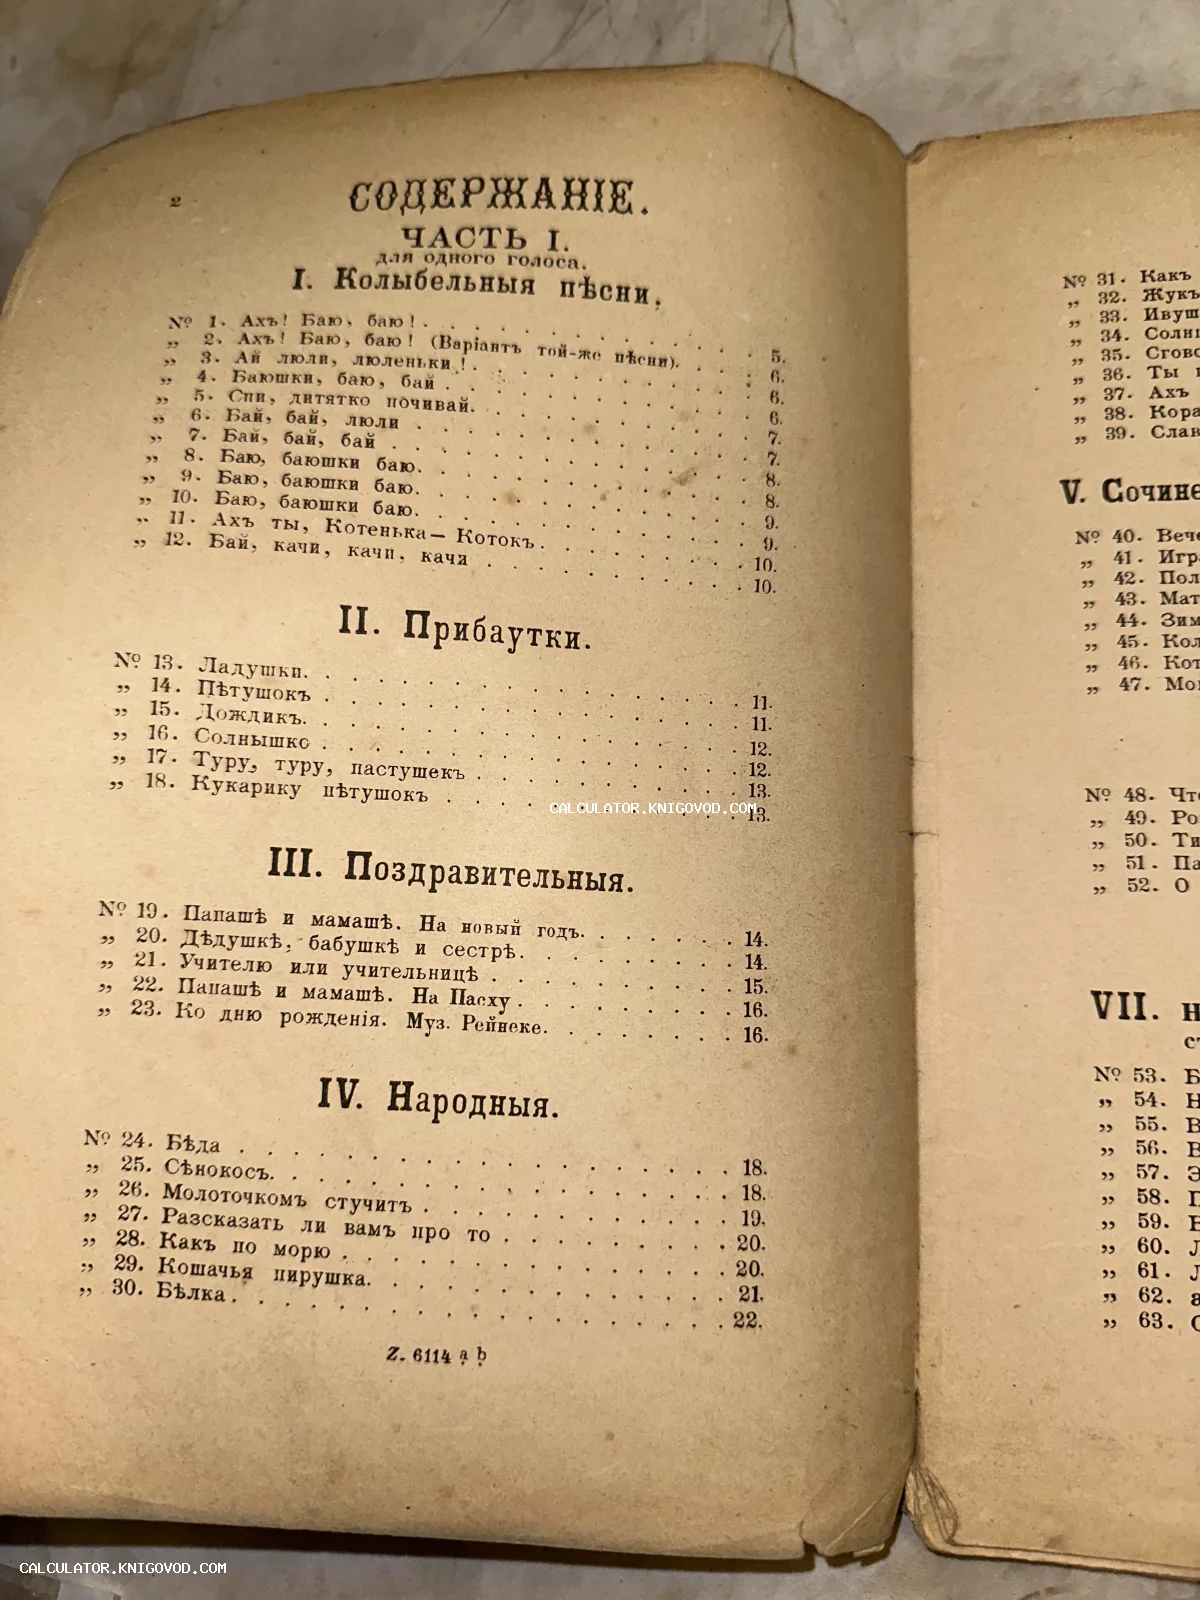 2
СОДЕРЖАНІЕ.
ЧАСТЬ I.
для одного голоса.
I. Колыбельныя пѣсни.
№ 1. Ахъ! Баю, баю! . . . . . . . . . . 5.
„ 2. Ахъ! Баю, баю! (Варіантъ той-же пѣсни). . . . 6.
„ 3. Ай люли, люленьки! . . . . . . . . . 6.
„ 4. Баюшки, баю, бай . . . . . . . . . . 6.
„ 5. Спи, дитятко почивай. . . . . . . . . 7.
„ 6. Бай, бай, люли . . . . . . . . . . . 7.
„ 7. Бай, бай, бай . . . . . . . . . . . 8.
„ 8. Баю, баюшки баю. . . . . . . . . . . 8.
„ 9. Баю, баюшки баю. . . . . . . . . . . 9.
„ 10. Баю, баюшки баю. . . . . . . . . . . 9.
„ 11. Ахъ ты, Котенька — Котокъ. . . . . . . . 10.
„ 12. Бай, качи, качи, качи . . . . . . . . . 10.
II. Прибаутки.
№ 13. Ладушки. . . . . . . . . . . . . . 11.
„ 14. Пѣтушокъ . . . . . . . . . . . . . 11.
„ 15. Дождикъ. . . . . . . . . . . . . . 12.
„ 16. Солнышко . . . . . . . . . . . . . 12.
„ 17. Туру, туру, пастушекъ . . . . . . . . . 13.
„ 18. Кукарику пѣтушокъ . . . . . . . . . . 13.
III. Поздравительныя.
№ 19. Папашѣ и мамашѣ. На новый годъ. . . . . . . 14.
„ 20. Дѣдушкѣ, бабушкѣ и сестрѣ. . . . . . . . 14.
„ 21. Учителю или учительницѣ . . . . . . . . 15.
„ 22. Папашѣ и мамашѣ. На Пасху . . . . . . . . 16.
„ 23. Ко дню рожденія. Муз. Рейнеке. . . . . . . 16.
IV. Народныя.
№ 24. Бѣда . . . . . . . . . . . . . . . 18.
„ 25. Сѣнокосъ. . . . . . . . . . . . . . 18.
„ 26. Молоточкомъ стучитъ . . . . . . . . . . 19.
„ 27. Разсказать ли вамъ про то . . . . . . . . 20.
„ 28. Какъ по морю . . . . . . . . . . . . 20.
„ 29. Кошачья пирушка. . . . . . . . . . . . 21.
„ 30. Бѣлка . . . . . . . . . . . . . . . 22.
Z. 6114 a b
№ 31. Какъ
„ 32. Жукъ
„ 33. Ивуш
„ 34. Солны
„ 35. Сгово
„ 36. Ты
„ 37. Ахъ
„ 38. Кора
„ 39. Слав
V. Сочине
№ 40. Вече
„ 41. Игра
„ 42. Пол
„ 43. Мат
„ 44. Зим
„ 45. Кол
„ 46. Кот
„ 47. Мо
№ 48. Что
„ 49. Ро
„ 50. Ти
„ 51. Па
„ 52. О
VII. Н
ст
№ 53. Б
„ 54. Н
„ 55. В
„ 56. В
„ 57. Э
„ 58. П
„ 59. В
„ 60. Л
„ 61. Л
„ 62. а
„ 63. С
CALCULATOR.KNIGOVOD.COM
CALCULATOR.KNIGOVOD.COM